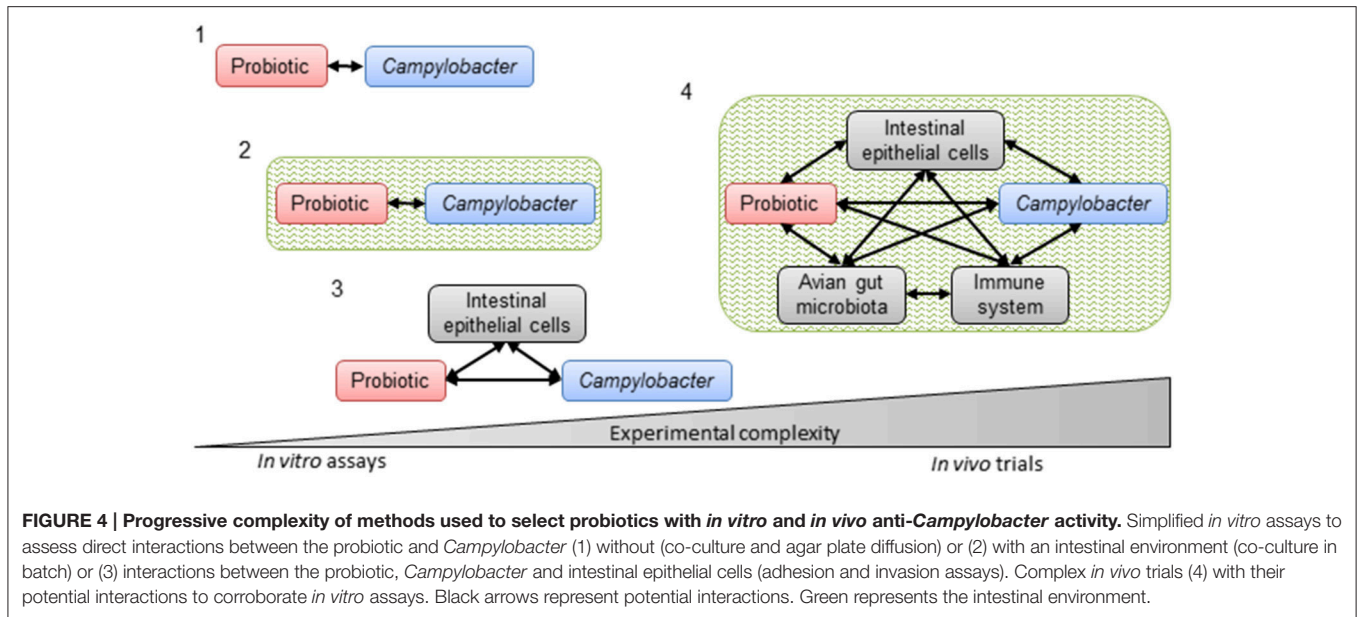 1
Probiotic
Campylobacter
2
Probiotic
Campylobacter
3
Intestinal
epithelial cells
Probiotic
Campylobacter
4
Intestinal
epithelial cells
Probiotic
Campylobacter
Avian gut
microbiota
Immune
system
Experimental complexity
In vitro assays
In vivo trials
FIGURE 4 | Progressive complexity of methods used to select probiotics with in vitro and in vivo anti-Campylobacter activity. Simplified in vitro assays to
assess direct interactions between the probiotic and Campylobacter (1) without (co-culture and agar plate diffusion) or (2) with an intestinal environment (co-culture in
batch) or (3) interactions between the probiotic, Campylobacter and intestinal epithelial cells (adhesion and invasion assays). Complex in vivo trials (4) with their
potential interactions to corroborate in vitro assays. Black arrows represent potential interactions. Green represents the intestinal environment.